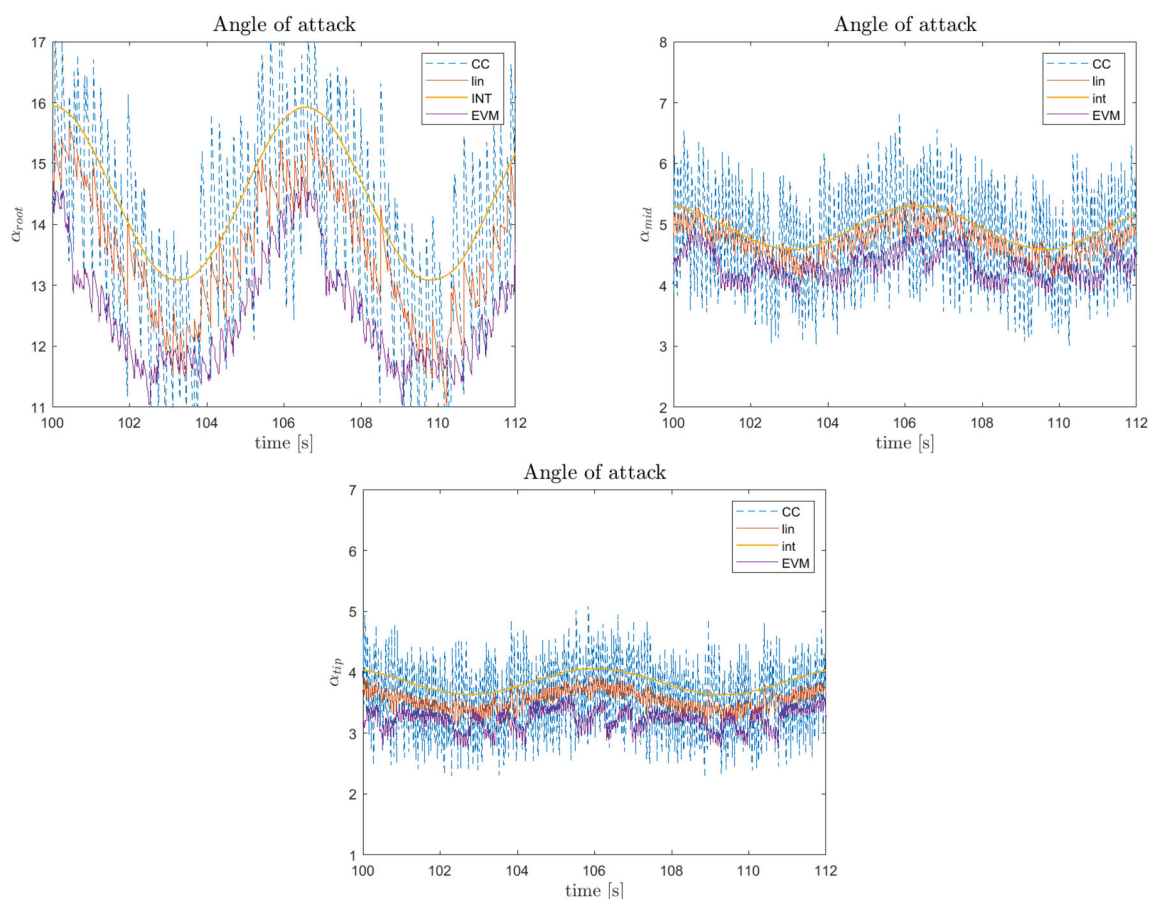 Angle of attack
17
16
15
14
13
12
11
α_root
100 102 104 106 108 110 112
time [s]
CC
lin
INT
EVM
Angle of attack
8
7
6
5
4
3
2
α_mid
100 102 104 106 108 110 112
time [s]
CC
lin
int
EVM
Angle of attack
7
6
5
4
3
2
1
α_tip
100 102 104 106 108 110 112
time [s]
CC
lin
int
EVM